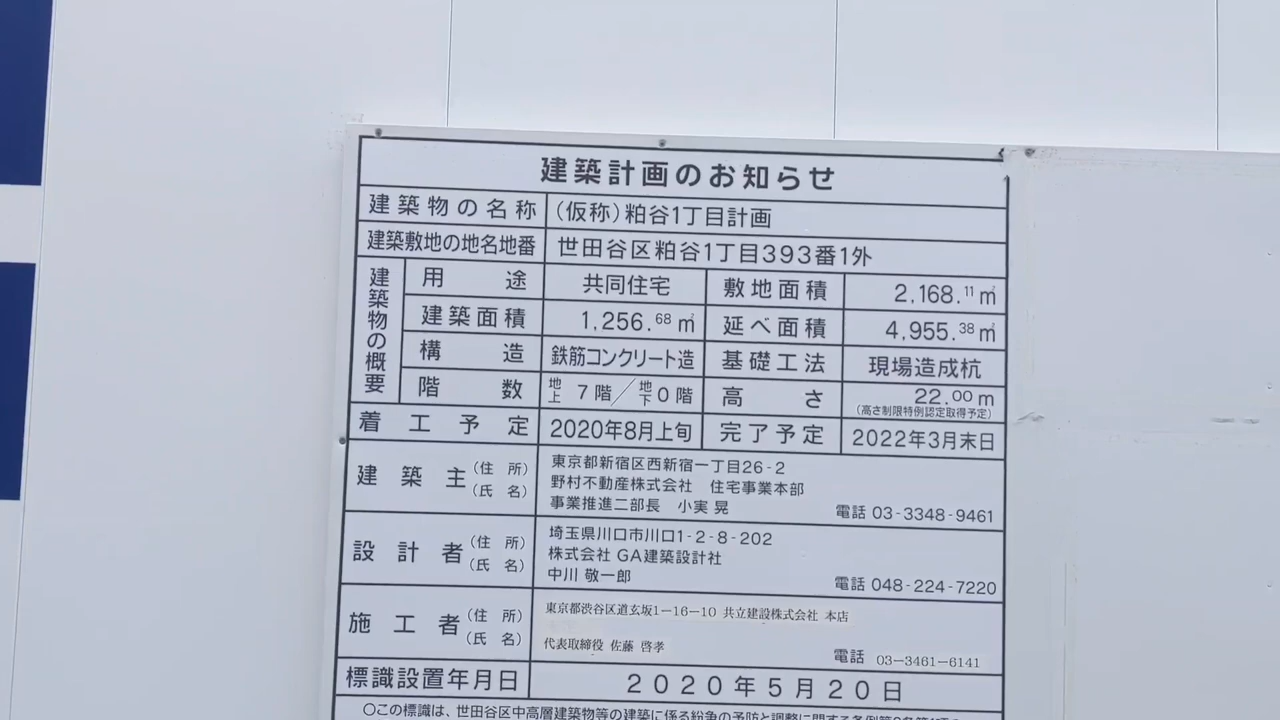 建築計画のお知らせ
建築物の名称 (仮称)粕谷1丁目計画
建築敷地の地名地番 世田谷区粕谷1丁目393番1外
建築物の概要
用途 共同住宅 敷地面積 2,168.11㎡
建築面積 1,256.68㎡ 延べ面積 4,955.38㎡
構造 鉄筋コンクリート造 基礎工法 現場造成杭
階数 地上 7階/地下 0階 高さ 22.00m
(高さ制限特例認定取得予定)
着工予定 2020年8月上旬 完了予定 2022年3月末日
建築主(住所)(氏名)
東京都新宿区西新宿一丁目26-2
野村不動産株式会社 住宅事業本部
事業推進二部長 小実 晃 電話 03-3348-9461
設計者(住所)(氏名)
埼玉県川口市川口1-2-8-202
株式会社 GA建築設計社
中川 敬一郎 電話 048-224-7220
施工者(住所)(氏名)
東京都渋谷区道玄坂1-16-10 共立建設株式会社 本店
代表取締役 佐藤 啓孝 電話 03-3461-6141
標識設置年月日 2020年5月20日
○この標識は、世田谷区中高層建築物等の建築に係る紛争の予防と調整に関する条例